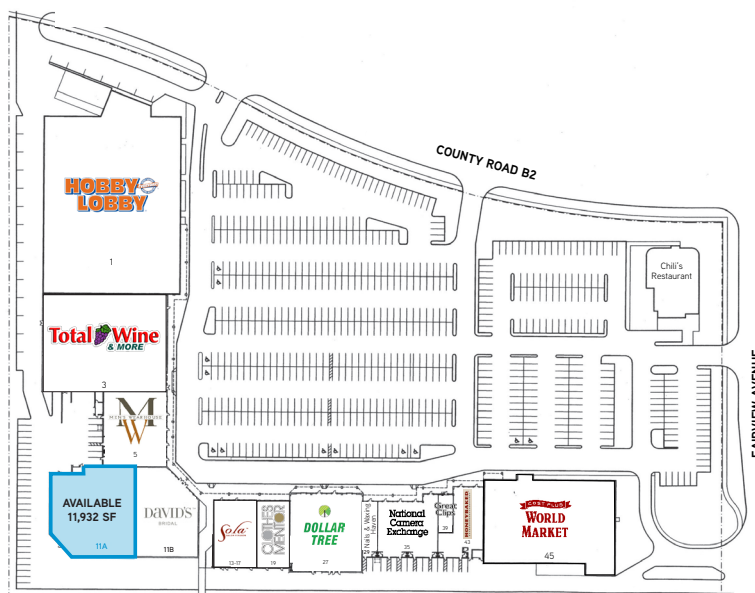 COUNTY ROAD B2
HOBBY
LOBBY
1
Chili's
Restaurant
Total Wine
& MORE
3
FAIRVIEW AVENUE
M
MEN'S WEARHOUSE
W
5
AVAILABLE
11,932 SF
11A
DAVID'S
BRIDAL
11B
Sola
13-17
CLOTHES
MENTOR
19
DOLLAR
TREE
27
Nails & Waxing
Haven
29
National
Camera
Exchange
35
Great
Clips
39
HONEYBAKED
43
COST PLUS
WORLD
MARKET
45